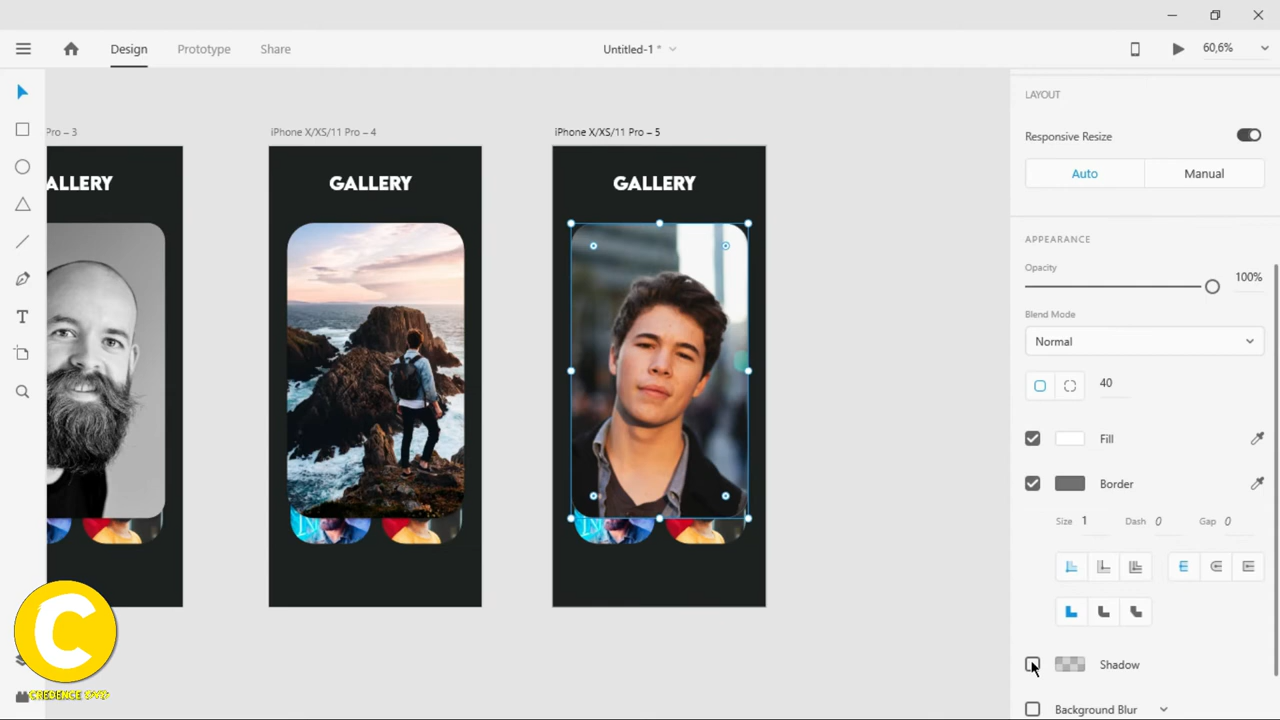 Design
Prototype
Share
Untitled-1 *
60,6%
Pro – 3
iPhone X/XS/11 Pro – 4
iPhone X/XS/11 Pro – 5
ALLERY
GALLERY
GALLERY
LAYOUT
Responsive Resize
Auto
Manual
APPEARANCE
Opacity
100%
Blend Mode
Normal
40
Fill
Border
Size 1
Dash 0
Gap 0
Shadow
Background Blur
T
C
CREDENCE